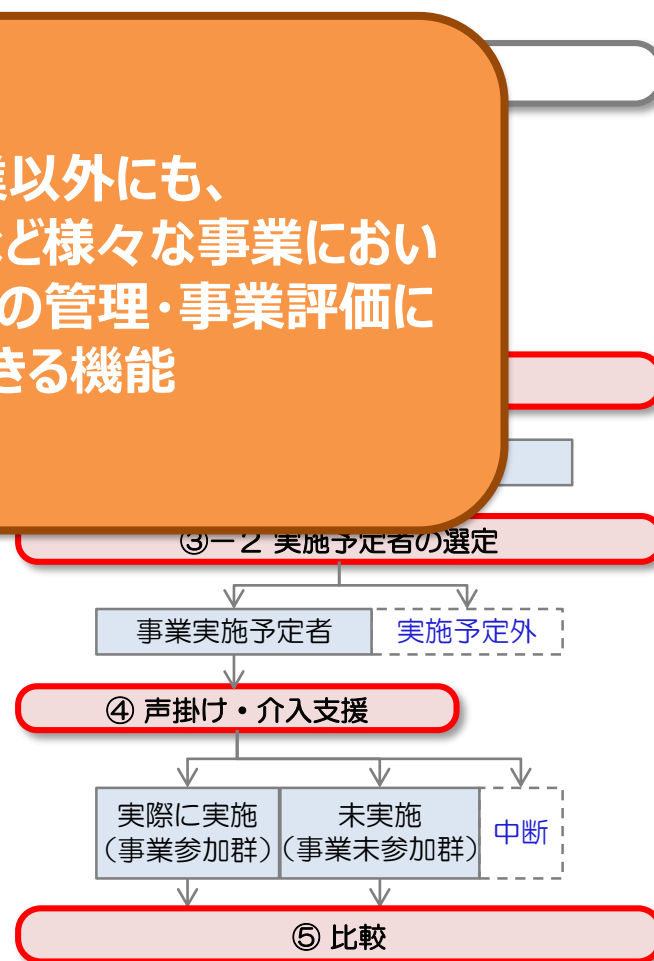 業以外にも、
など様々な事業におい
の管理・事業評価に
きる機能
③－２ 実施予定者の選定
事業実施予定者
実施予定外
④ 声掛け・介入支援
実際に実施
（事業参加群）
未実施
（事業未参加群）
中断
⑤ 比較